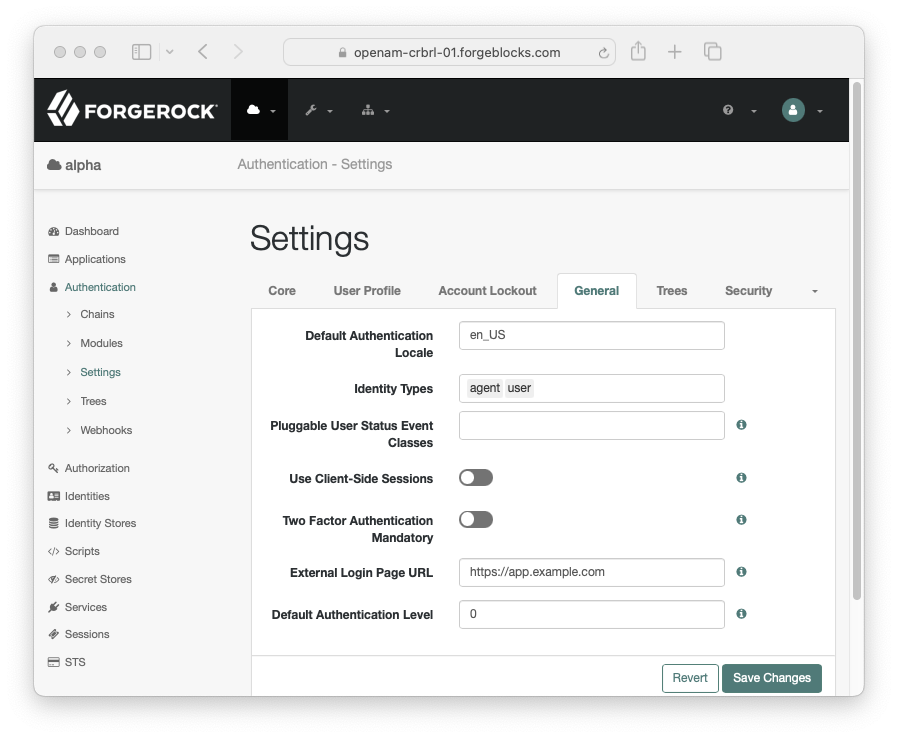 openam-crbrl-01.forgeblocks.com
FORGEROCK
alpha
Authentication - Settings
Dashboard
Applications
Authentication
Chains
Modules
Settings
Trees
Webhooks
Authorization
Identities
Identity Stores
Scripts
Secret Stores
Services
Sessions
STS
Settings
Core User Profile Account Lockout General Trees Security
Default Authentication
Locale
en_US
Identity Types
agent user
Pluggable User Status Event
Classes
Use Client-Side Sessions
Two Factor Authentication
Mandatory
External Login Page URL
https://app.example.com
Default Authentication Level
0
Revert Save Changes